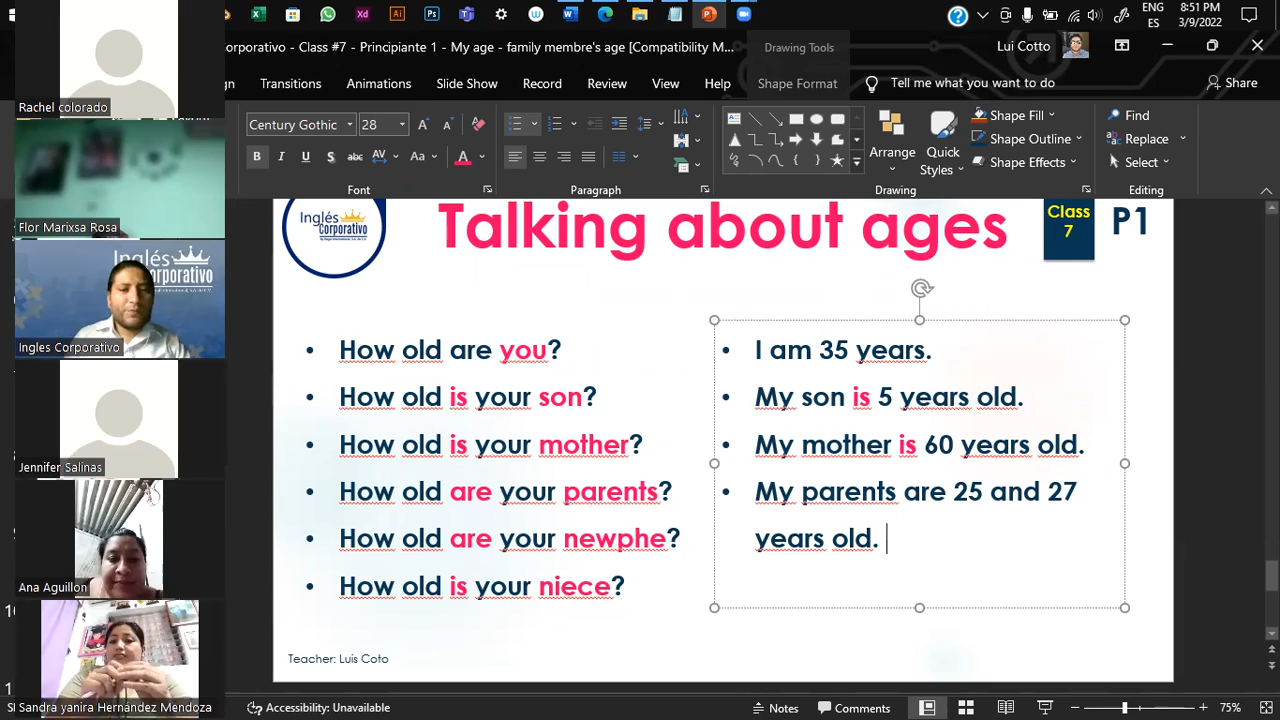 ENG
ES
8:51 PM
3/9/2022
orporativo - Class #7 - Principiante 1 - My age - family membre's age [Compatibility M...
Drawing Tools
Lui Cotto
gn
Transitions
Animations
Slide Show
Record
Review
View
Help
Shape Format
Tell me what you want to do
Share
Century Gothic
28
Font
Paragraph
Arrange
Quick
Styles
Shape Fill
Shape Outline
Shape Effects
Drawing
Find
Replace
Select
Editing
Rachel colorado
Flor Marixsa Rosa
Inglés
Corporativo
Ingles Corporativo
Jennifer Salinas
Ana Aguillon
Sandra yanira Hernández Mendoza
Inglés
Corporativo
Talking about ages
Class
7
P1
• How old are you?
• How old is your son?
• How old is your mother?
• How old are your parents?
• How old are your newphe?
• How old is your niece?
• I am 35 years.
• My son is 5 years old.
• My mother is 60 years old.
• My parents are 25 and 27
years old.
Teacher: Luis Coto
Accessibility: Unavailable
Notes
Comments
75%